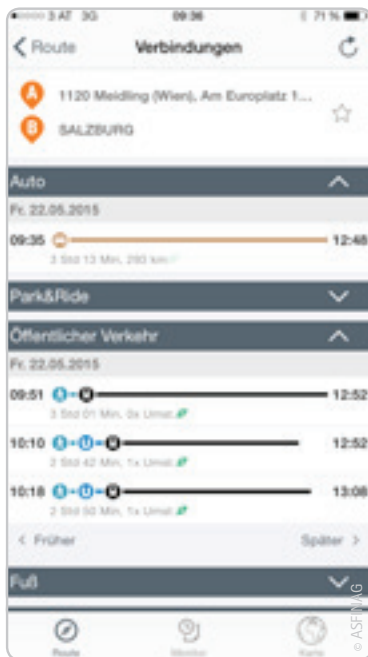 3 AT 3G 09:36 71 %
Route Verbindungen
A 1120 Meidling (Wien), Am Europlatz 1...
B SALZBURG
Auto
Fr. 22.05.2015
09:35 12:48
3 Std 13 Min, 293 km
Park&Ride
Öffentlicher Verkehr
Fr. 22.05.2015
09:51 12:52
3 Std 01 Min, 0x Umst.
10:10 U 12:52
2 Std 42 Min, 1x Umst.
10:18 U 13:08
2 Std 50 Min, 1x Umst.
< Früher Später >
Fuß
Route Monitor Karte
© ASFINAG